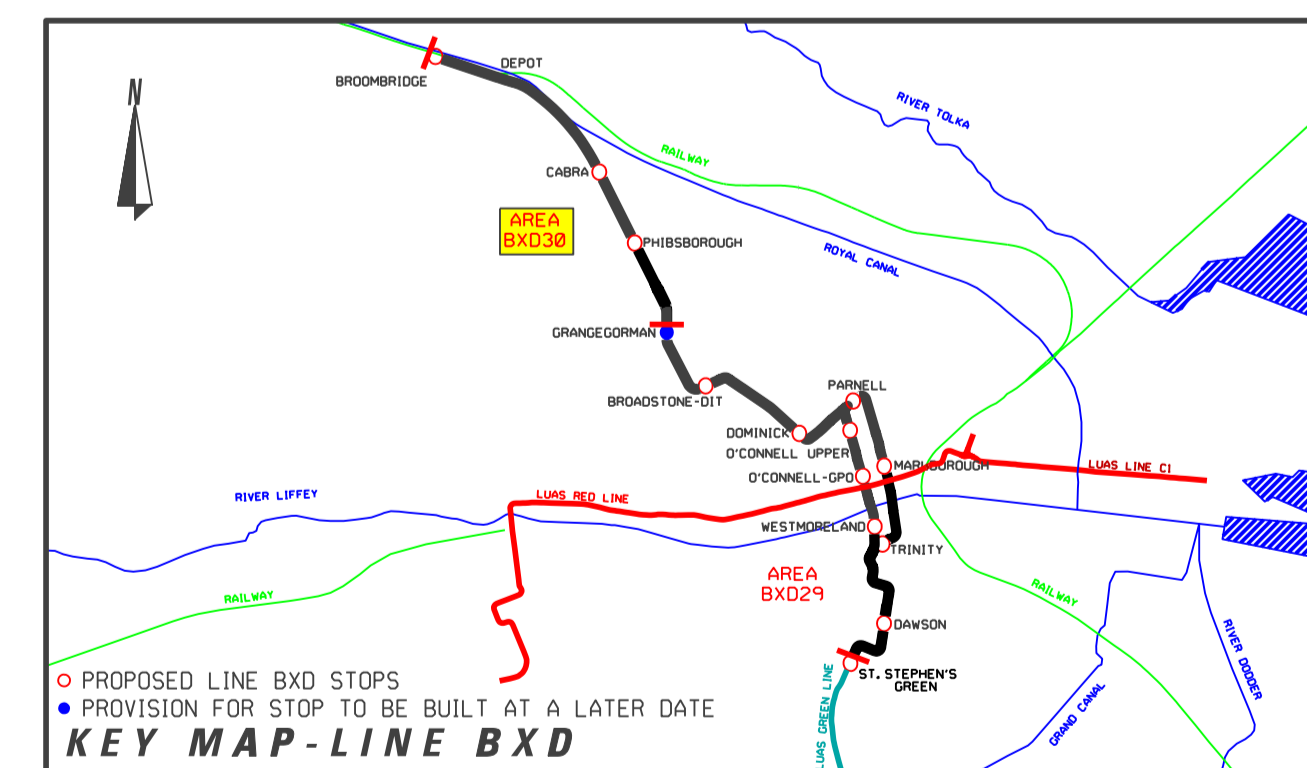 N
BROOMBRIDGE
DEPOT
RIVER TOLKA
RAILWAY
CABRA
AREA
BXD30
PHIBSBOROUGH
ROYAL CANAL
GRANGEGORMAN
BROADSTONE-DIT
PARNELL
DOMINICK
O'CONNELL UPPER
MARLBOROUGH
LUAS LINE C1
O'CONNELL-GPO
RIVER LIFFEY
LUAS RED LINE
WESTMORELAND
TRINITY
AREA
BXD29
RAILWAY
RAILWAY
DAWSON
RIVER DODDER
ST. STEPHEN'S
GREEN
LUAS GREEN LINE
GRAND CANAL
PROPOSED LINE BXD STOPS
PROVISION FOR STOP TO BE BUILT AT A LATER DATE
KEY MAP-LINE BXD